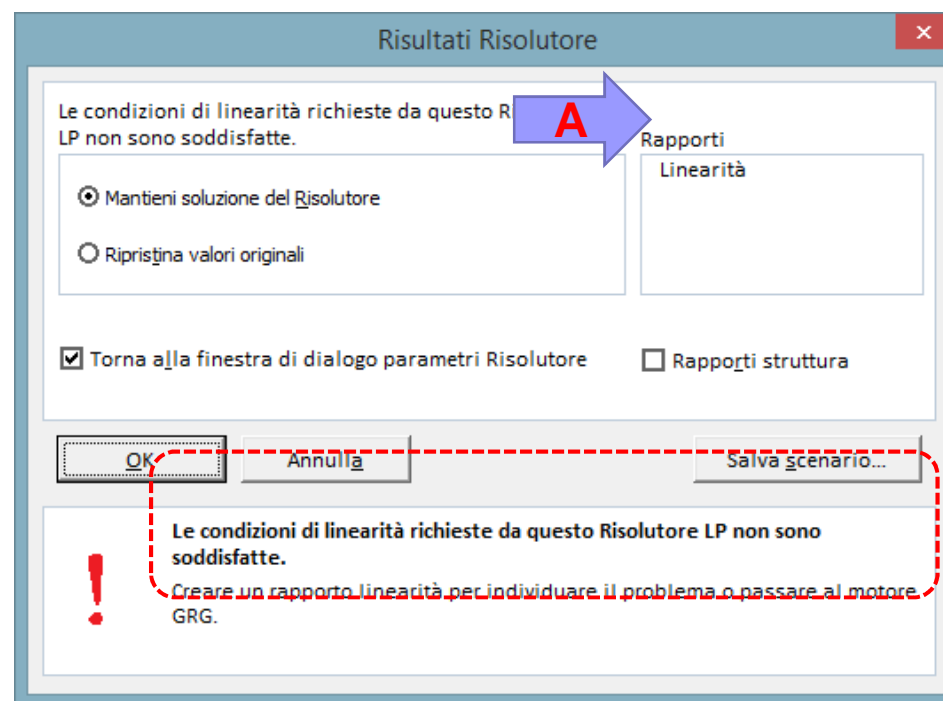 Risultati Risolutore
Le condizioni di linearità richieste da questo R
LP non sono soddisfatte.
A
Rapporti
Linearità
Mantieni soluzione del Risolutore
Ripristina valori originali
Torna alla finestra di dialogo parametri Risolutore
Rapporti struttura
OK
Annulla
Salva scenario...
Le condizioni di linearità richieste da questo Risolutore LP non sono
soddisfatte.
Creare un rapporto linearità per individuare il problema o passare al motore
GRG.